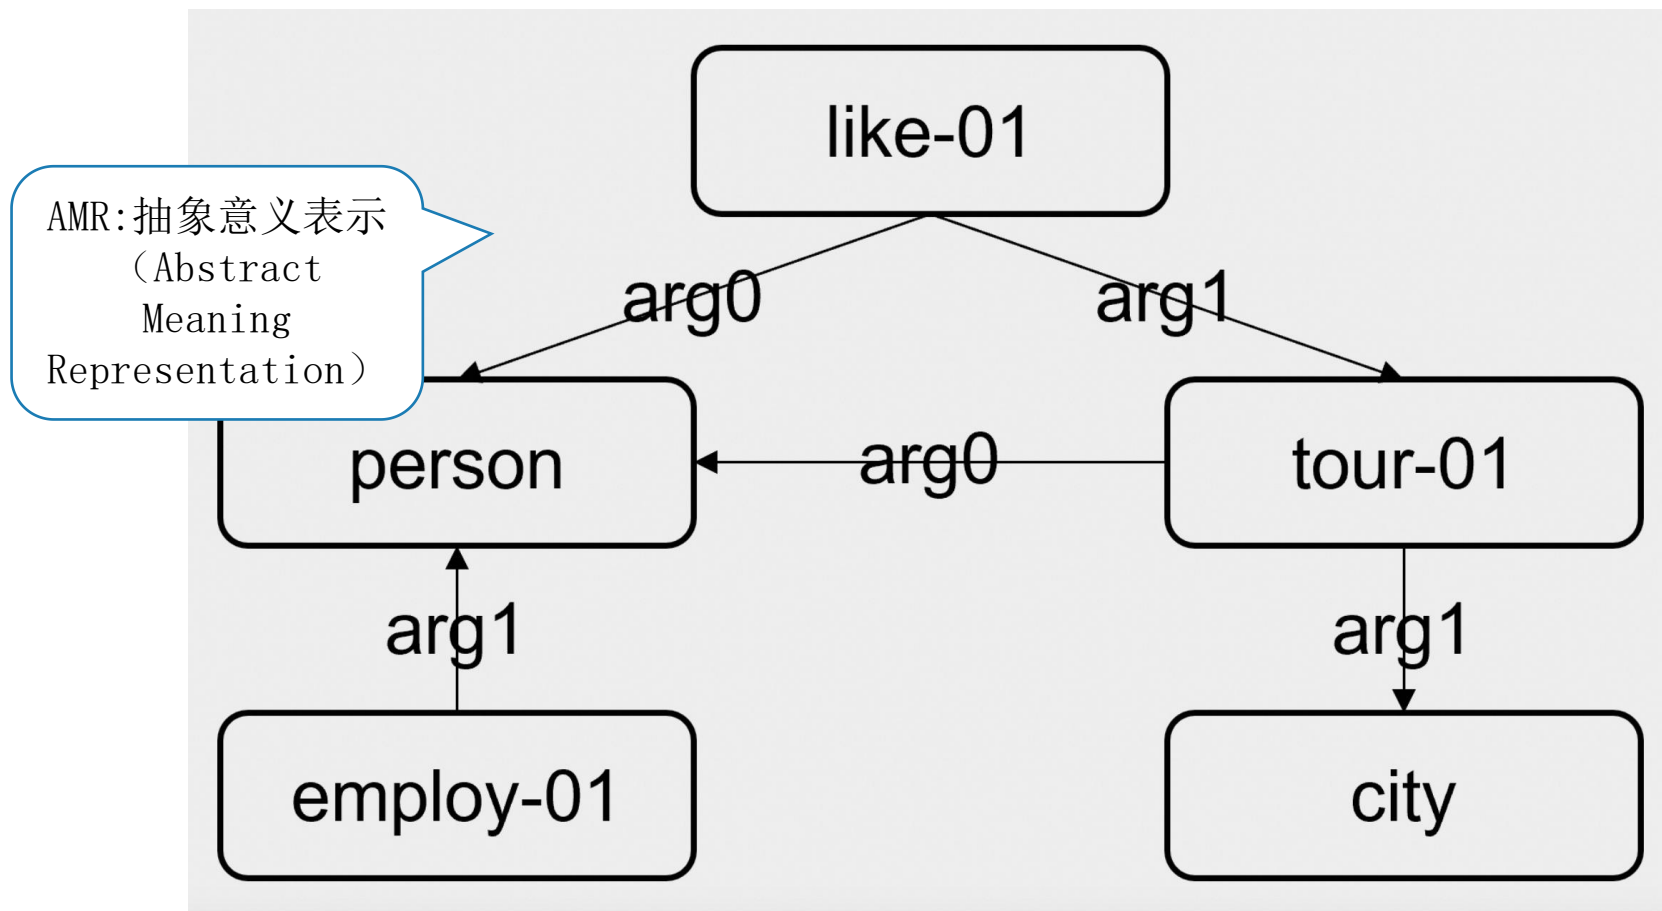 like-01
AMR:抽象意义表示
（Abstract
Meaning
Representation）
arg0
arg1
person
arg0
tour-01
arg1
arg1
employ-01
city